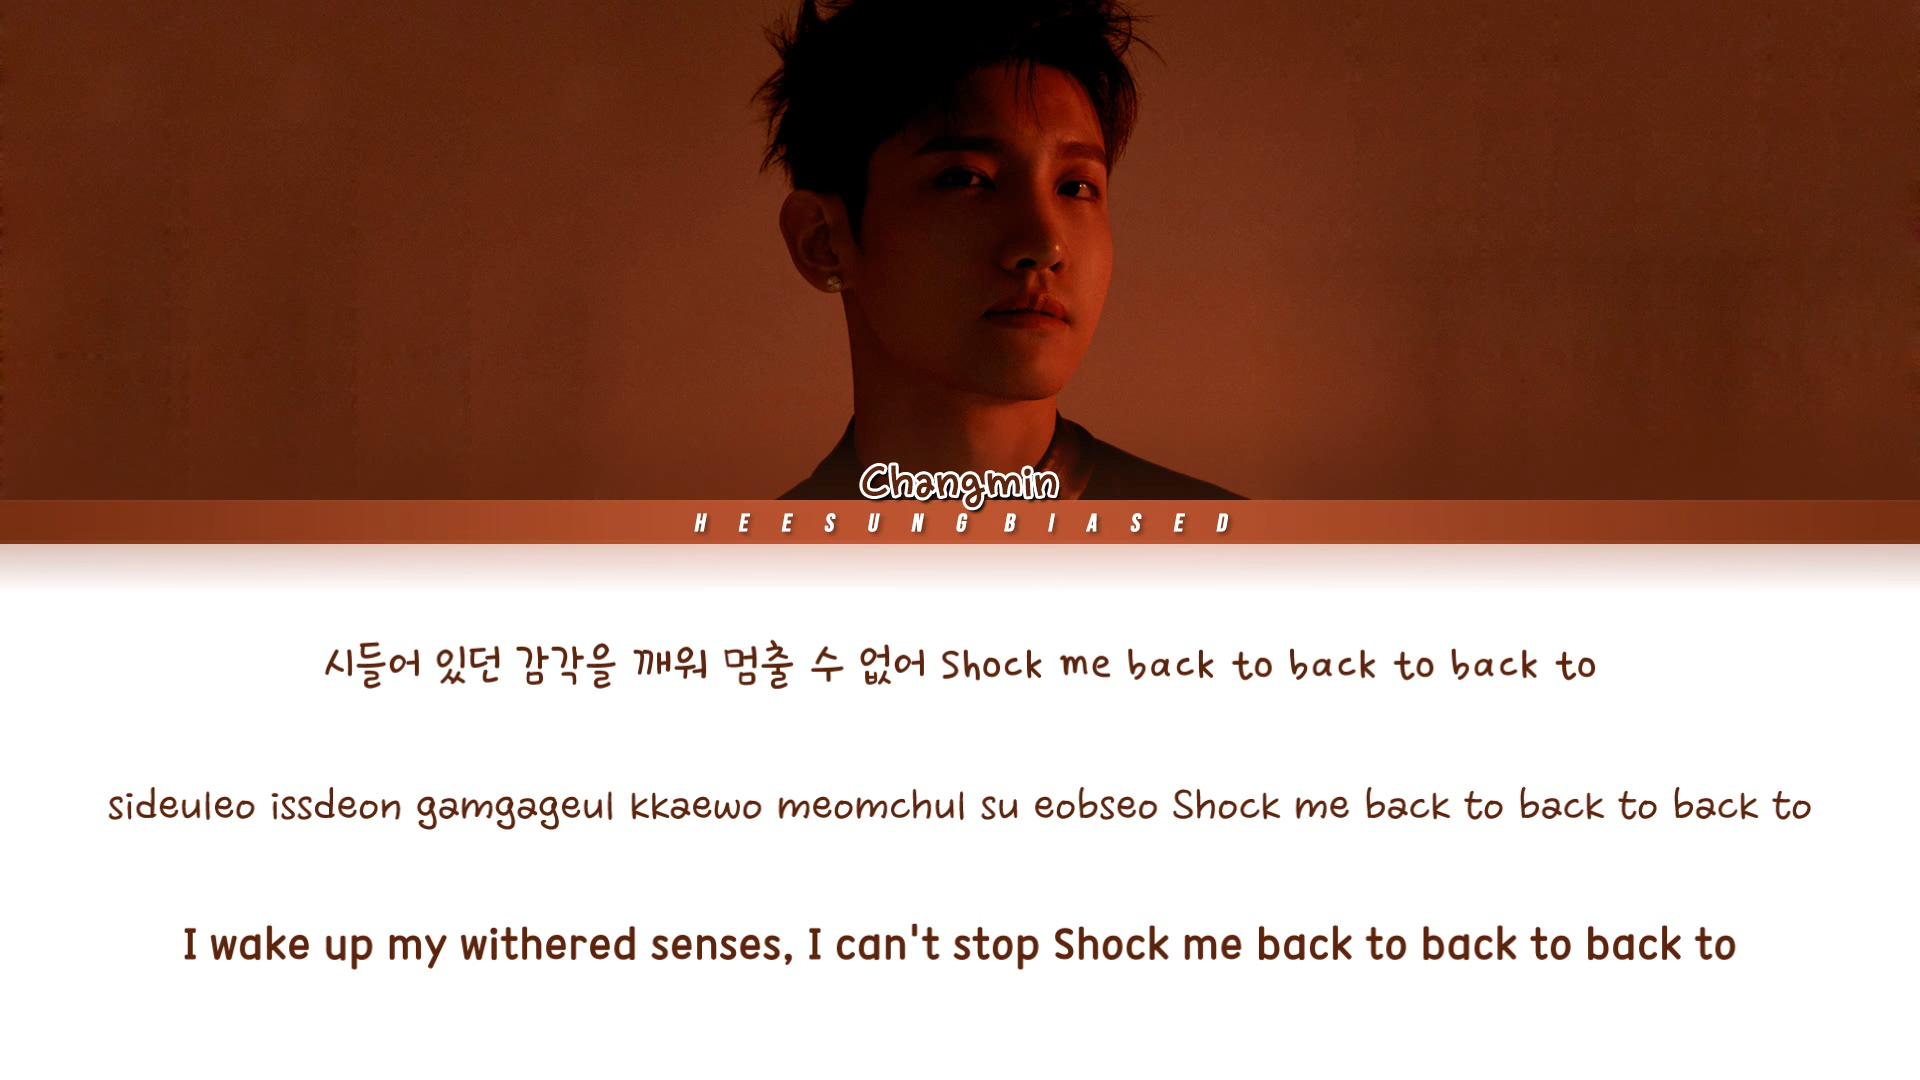 Changmin
HEESUNGBIASED
시들어 있던 감각을 깨워 멈출 수 없어 Shock me back to back to back to
sideuleo issdeon gamgageul kkaewo meomchul su eobseo Shock me back to back to back to
I wake up my withered senses, I can't stop Shock me back to back to back to